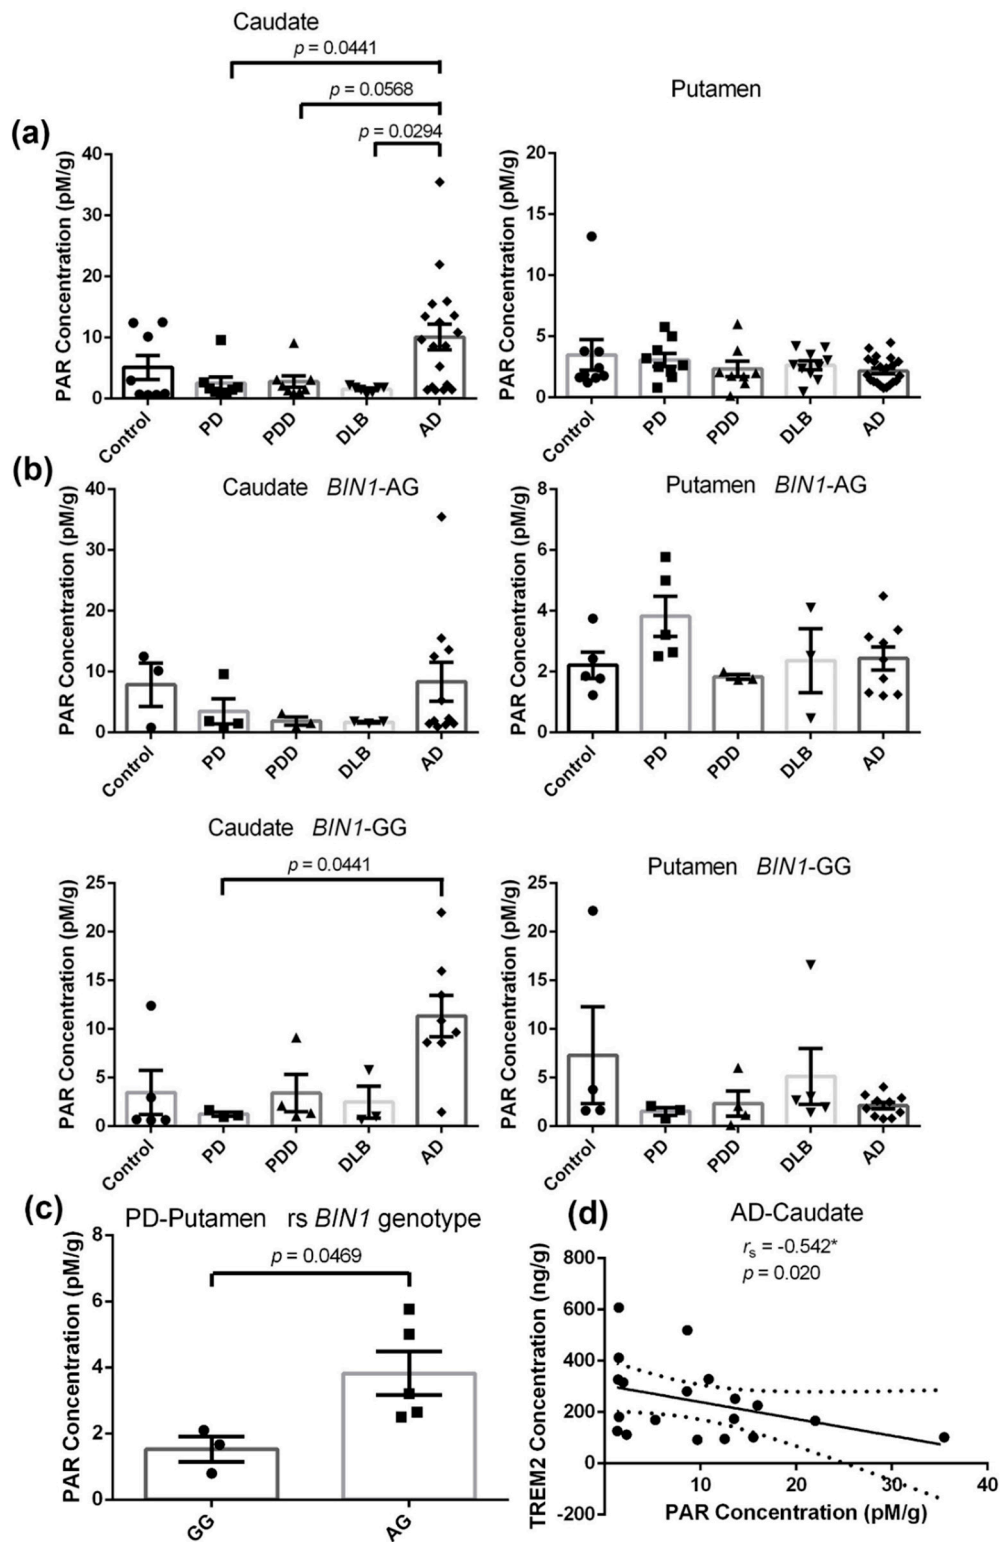 Caudate
p = 0.0441
p = 0.0568
p = 0.0294
Putamen
(a)
PAR Concentration (pM/g)
40
30
20
10
0
Control
PD
PDD
DLB
AD
PAR Concentration (pM/g)
20
15
10
5
0
Control
PD
PDD
DLB
AD
(b)
Caudate BIN1-AG
PAR Concentration (pM/g)
40
30
20
10
0
Control
PD
PDD
DLB
AD
Putamen BIN1-AG
PAR Concentration (pM/g)
8
6
4
2
0
Control
PD
PDD
DLB
AD
Caudate BIN1-GG
p = 0.0441
PAR Concentration (pM/g)
25
20
15
10
5
0
Control
PD
PDD
DLB
AD
Putamen BIN1-GG
PAR Concentration (pM/g)
25
20
15
10
5
0
Control
PD
PDD
DLB
AD
(c)
PD-Putamen rs BIN1 genotype
p = 0.0469
PAR Concentration (pM/g)
8
6
4
2
0
GG
AG
(d)
AD-Caudate
rs = -0.542*
p = 0.020
TREM2 Concentration (ng/g)
800
600
400
200
0
-200
10
20
30
40
PAR Concentration (pM/g)